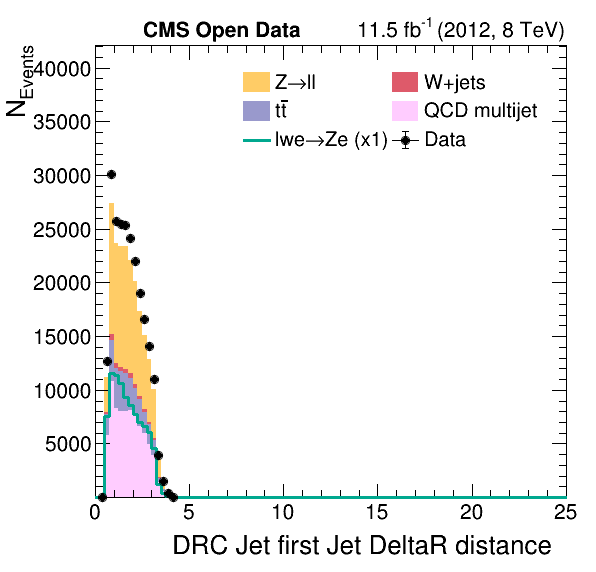 CMS Open Data 11.5 fb⁻¹ (2012, 8 TeV)
N_Events
40000
35000
30000
25000
20000
15000
10000
5000
Z→ll W+jets
tt̄ QCD multijet
lwe→Ze (x1) Data
0 5 10 15 20 25
DRC Jet first Jet DeltaR distance